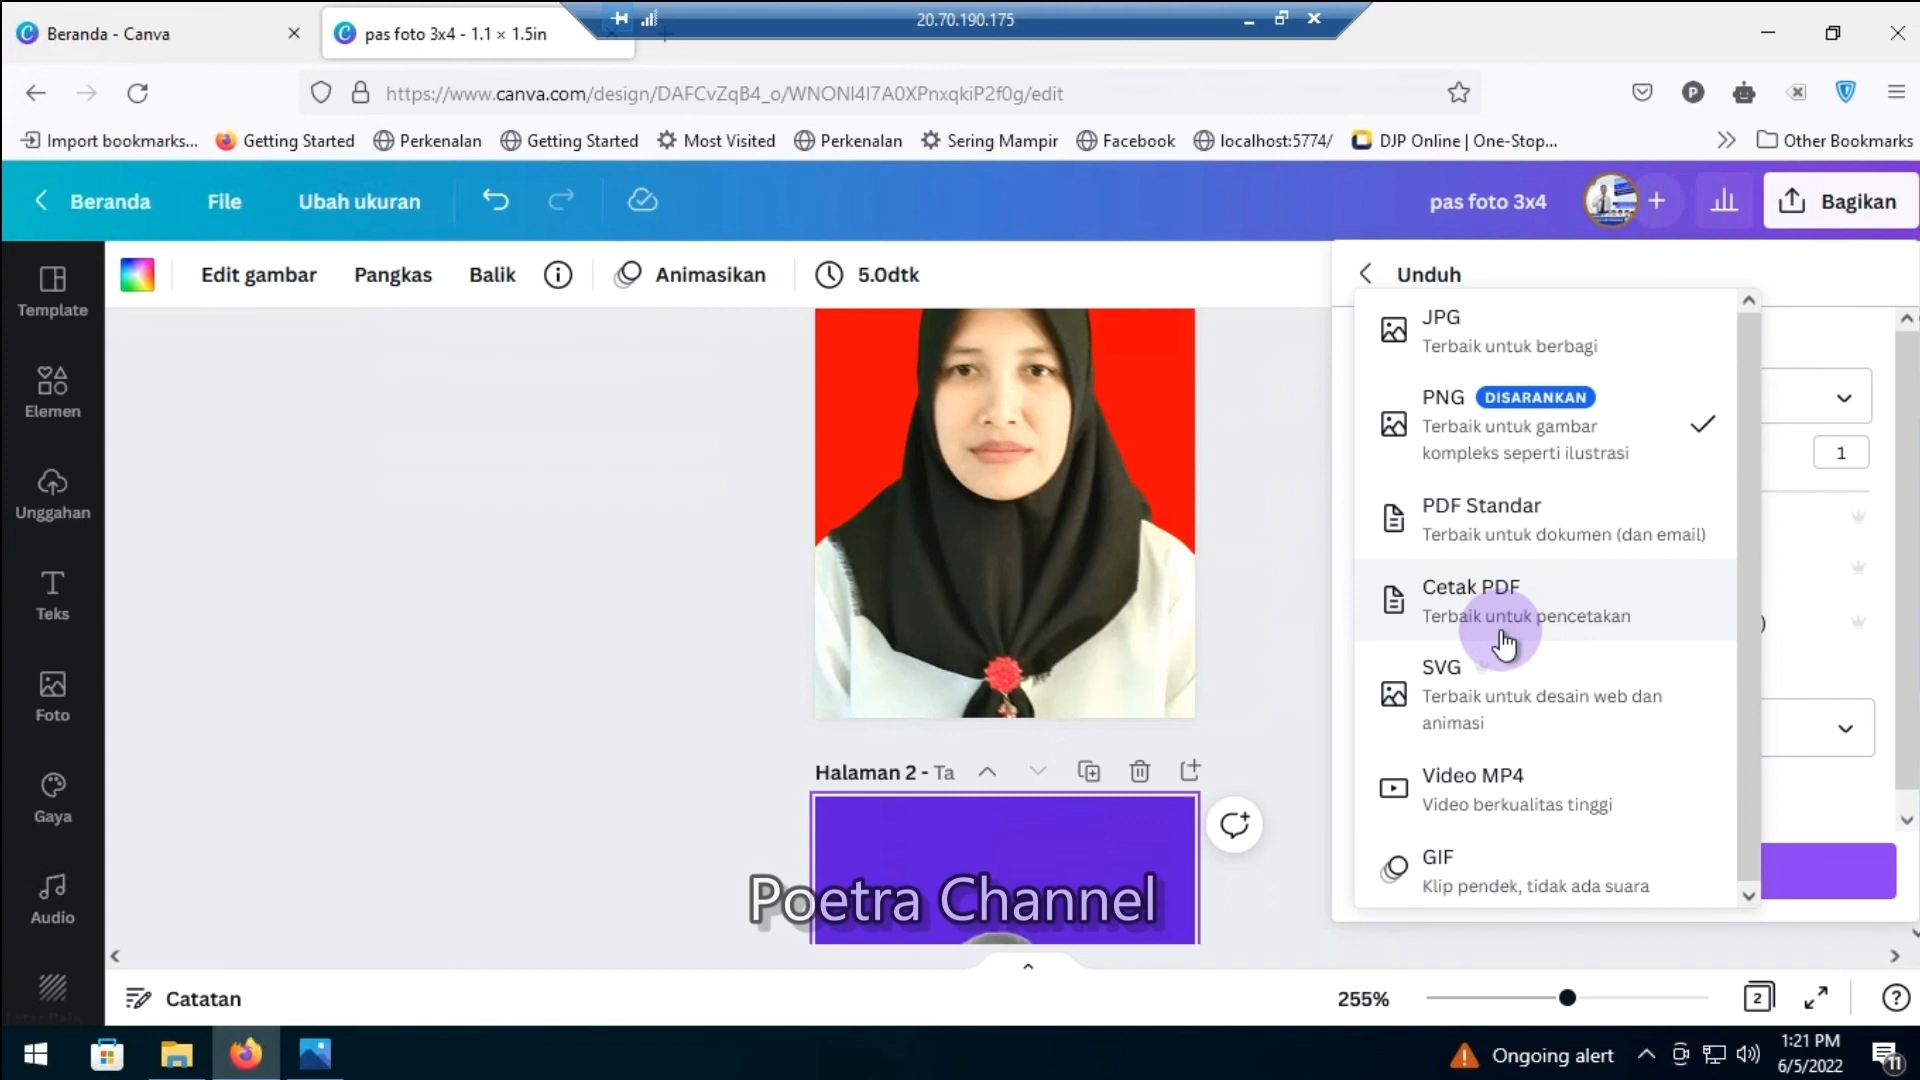 Beranda - Canva
pas foto 3x4 - 1.1 × 1.5in
20.70.190.175
https://www.canva.com/design/DAFCvZqB4_o/WNONI4I7A0XPnxqkiP2f0g/edit
Import bookmarks...
Getting Started
Perkenalan
Getting Started
Most Visited
Perkenalan
Sering Mampir
Facebook
localhost:5774/
DJP Online | One-Stop...
Other Bookmarks
Beranda
File
Ubah ukuran
pas foto 3x4
Bagikan
Edit gambar
Pangkas
Balik
Animasikan
5.0dtk
Unduh
Template
Elemen
Unggahan
Teks
Foto
Gaya
Audio
JPG
Terbaik untuk berbagi
PNG DISARANKAN
Terbaik untuk gambar
kompleks seperti ilustrasi
1
PDF Standar
Terbaik untuk dokumen (dan email)
Cetak PDF
Terbaik untuk pencetakan
)
SVG
Terbaik untuk desain web dan
animasi
Video MP4
Video berkualitas tinggi
GIF
Klip pendek, tidak ada suara
Halaman 2 - Ta
Poetra Channel
Catatan
255%
2
Ongoing alert
1:21 PM
6/5/2022
11